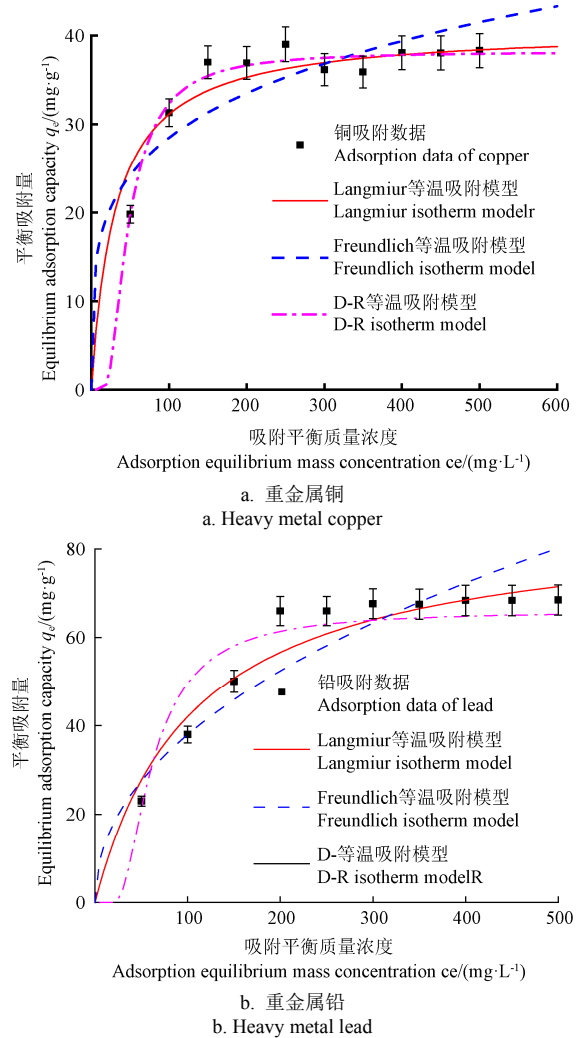 40
30
20
10
0
平衡吸附量
Equilibrium adsorption capacity qe/(mg·g-1)
铜吸附数据
Adsorption data of copper
Langmiur等温吸附模型
Langmiur isotherm modelr
Freundlich等温吸附模型
Freundlich isotherm model
D-R等温吸附模型
D-R isotherm model
100 200 300 400 500 600
吸附平衡质量浓度
Adsorption equilibrium mass concentration ce/(mg·L-1)
a. 重金属铜
a. Heavy metal copper
80
60
40
20
0
平衡吸附量
Equilibrium adsorption capacity qe/(mg·g-1)
铅吸附数据
Adsorption data of lead
Langmiur等温吸附模型
Langmiur isotherm model
Freundlich等温吸附模型
Freundlich isotherm model
D-等温吸附模型
D-R isotherm modelR
100 200 300 400 500
吸附平衡质量浓度
Adsorption equilibrium mass concentration ce/(mg·L-1)
b. 重金属铅
b. Heavy metal lead